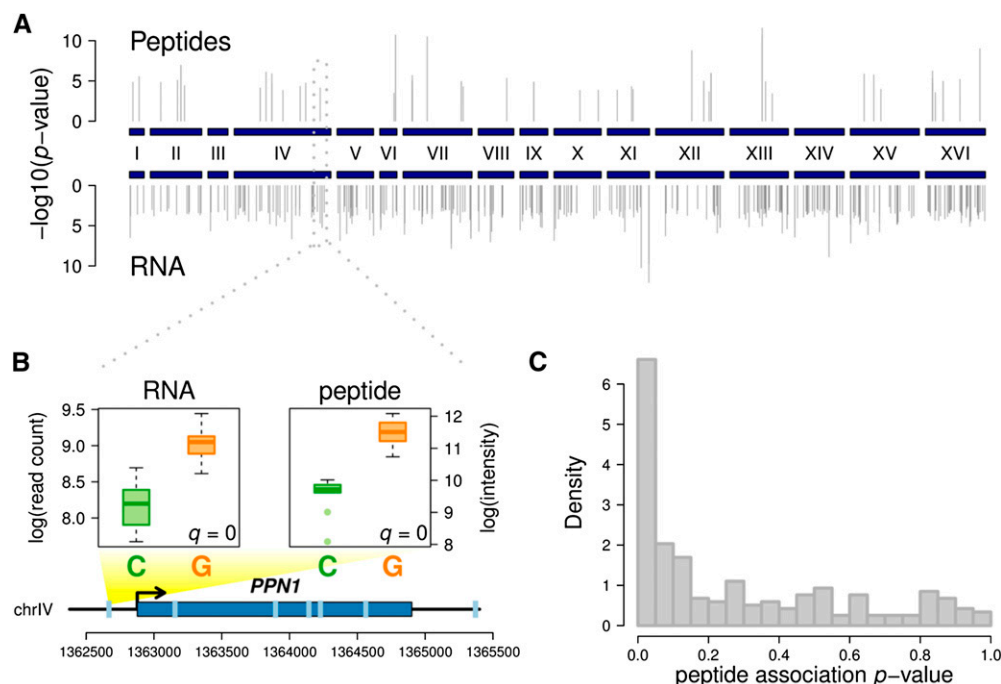 A
Peptides
10
5
0
−log10(p−value)
I II III IV V VI VII VIII IX X XI XII XIII XIV XV XVI
0
5
10
RNA
B
RNA peptide
log(read count)
9.5
9.0
8.5
8.0
12
11
10
9
8
log(intensity)
q = 0 q = 0
C G C G
PPN1
chrIV
1362500 1363000 1363500 1364000 1364500 1365000 1365500
C
Density
6
5
4
3
2
1
0
0.0 0.2 0.4 0.6 0.8 1.0
peptide association p−value